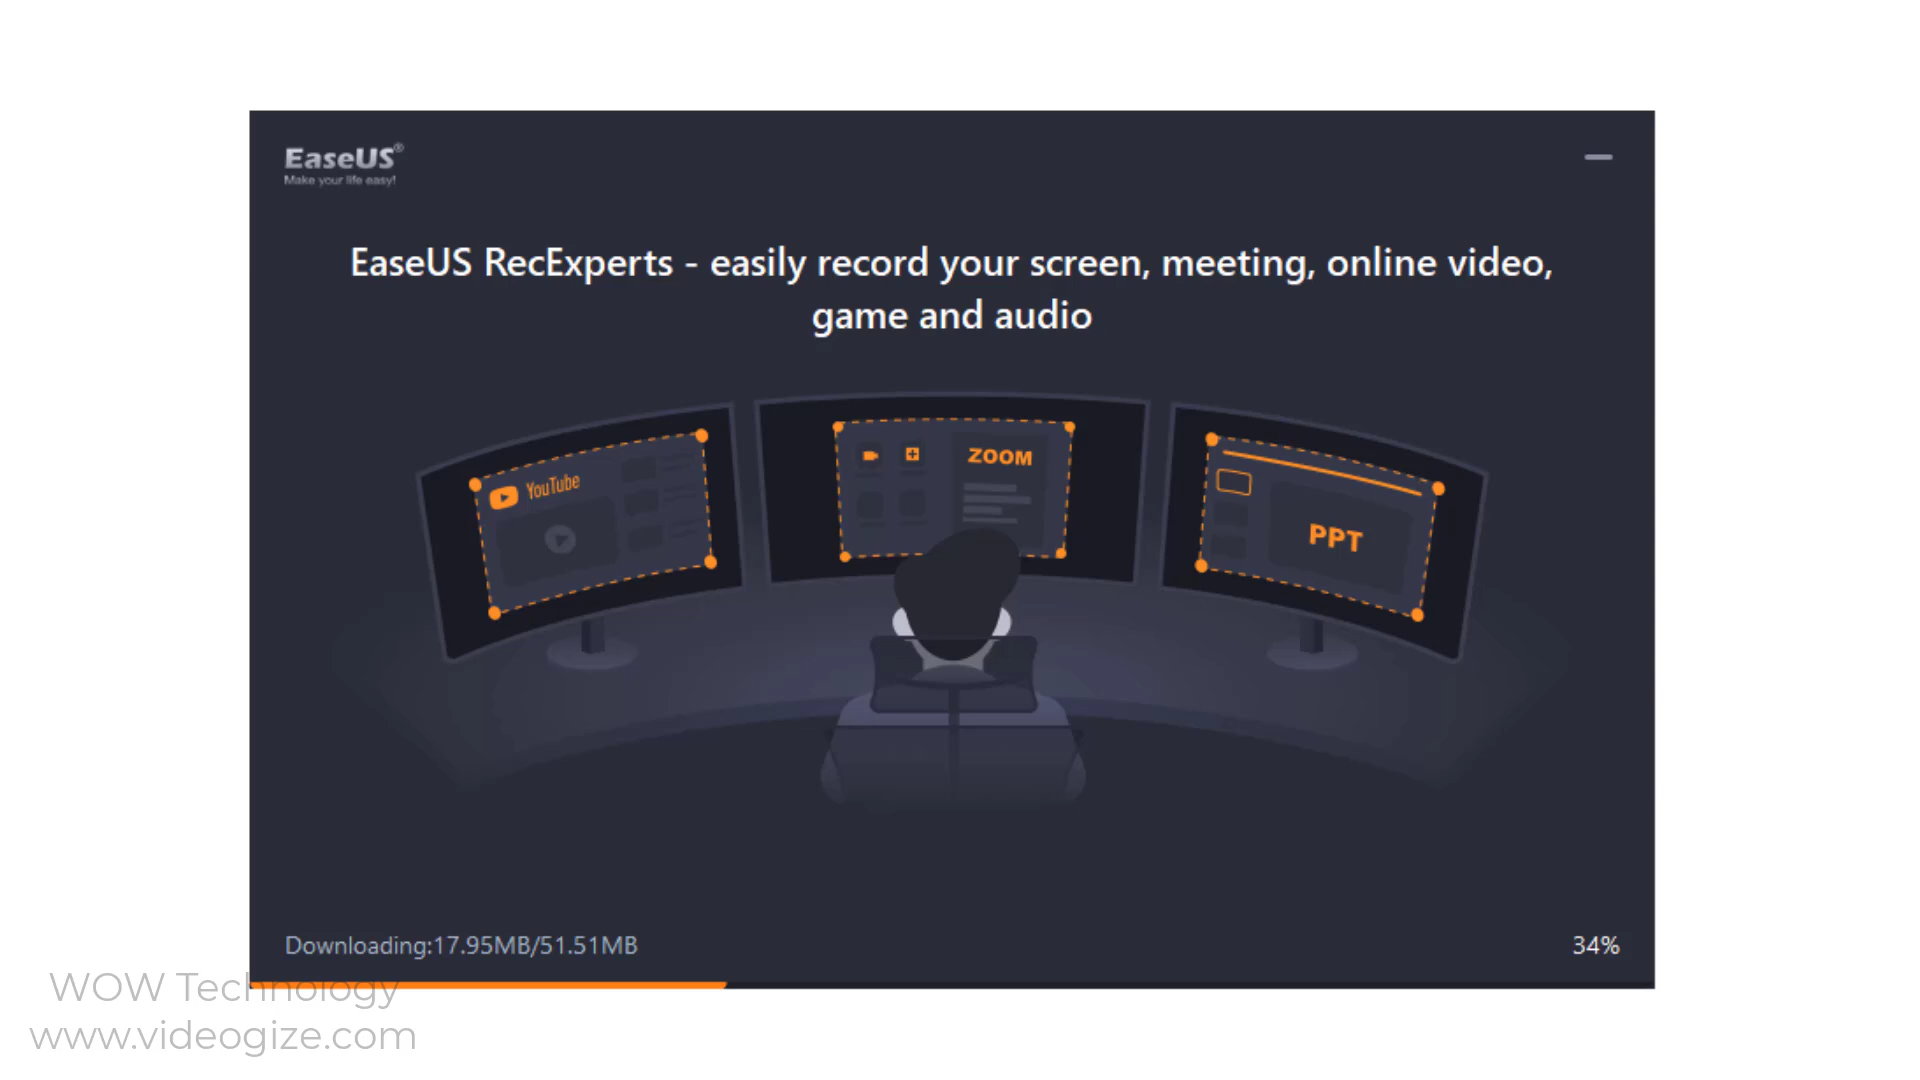 EaseUS®
Make your life easy!
EaseUS RecExperts - easily record your screen, meeting, online video,
game and audio
YouTube
ZOOM
PPT
Downloading:17.95MB/51.51MB
34%
WOW Technology
www.videogize.com